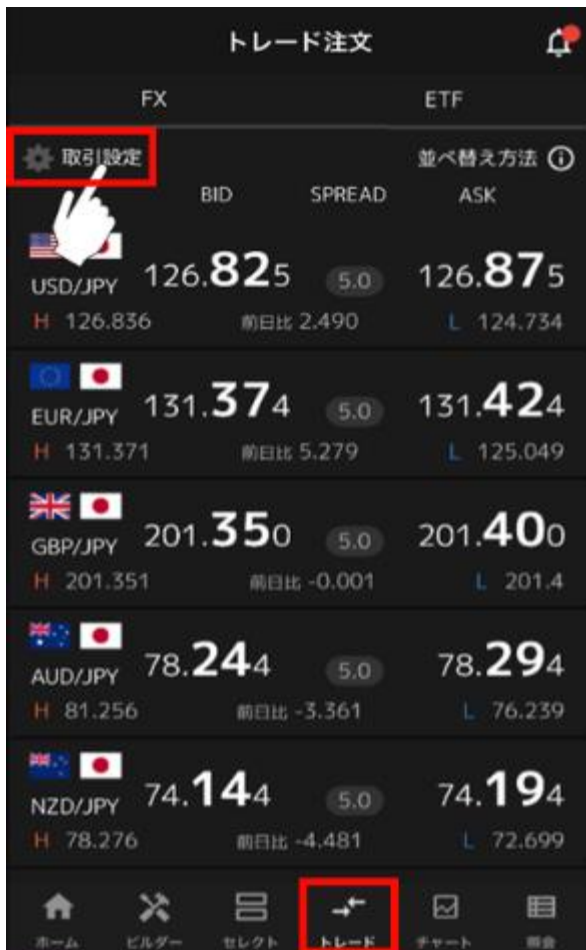 トレード注文
FX ETF
取引設定 並べ替え方法
BID SPREAD ASK
126.825 5.0 126.875
USD/JPY
H 126.836 前日比 2.490 L 124.734
131.374 5.0 131.424
EUR/JPY
H 131.371 前日比 5.279 L 125.049
201.350 5.0 201.400
GBP/JPY
H 201.351 前日比 -0.001 L 201.4
78.244 5.0 78.294
AUD/JPY
H 81.256 前日比 -3.361 L 76.239
74.144 5.0 74.194
NZD/JPY
H 78.276 前日比 -4.481 L 72.699
ホーム ビルダー セレクト トレード チャート 照会